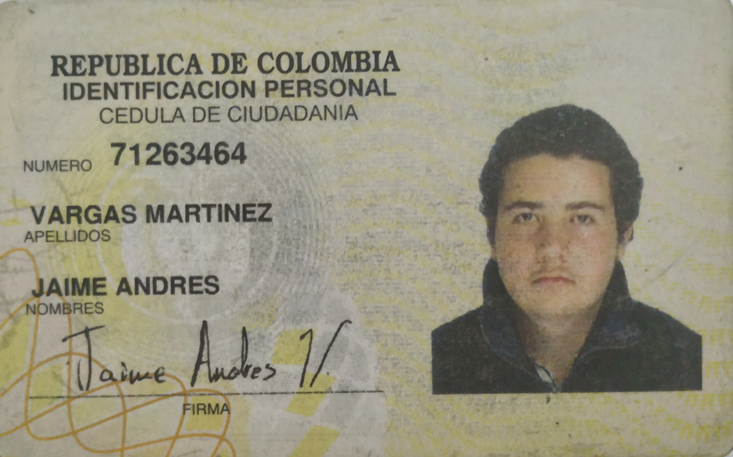 REPUBLICA DE COLOMBIA
IDENTIFICACION PERSONAL
CEDULA DE CIUDADANIA
NUMERO 71263464
VARGAS MARTINEZ
APELLIDOS
JAIME ANDRES
NOMBRES
Jaime Andres V
FIRMA